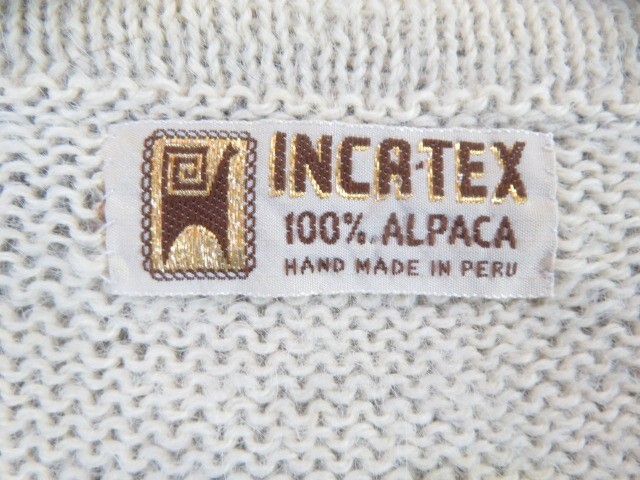 INCA-TEX
100% ALPACA
HAND MADE IN PERU